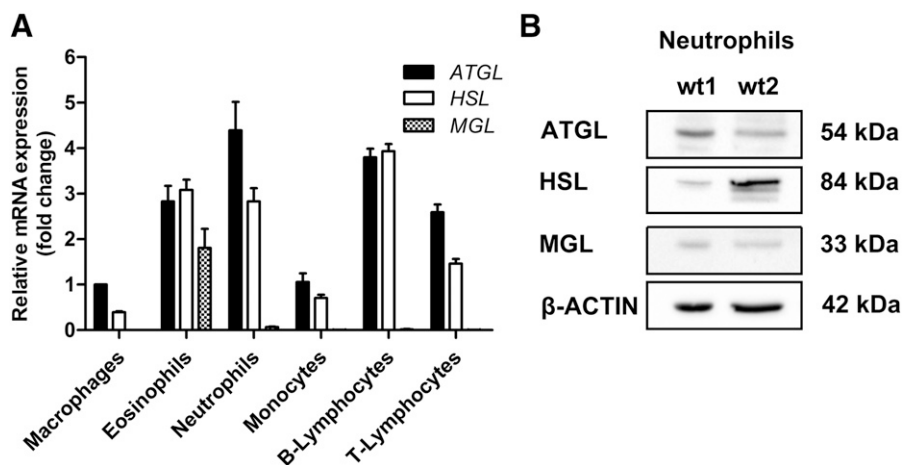 A
Relative mRNA expression
(fold change)
6
5
4
3
2
1
0
ATGL
HSL
MGL
Macrophages
Eosinophils
Neutrophils
Monocytes
B-Lymphocytes
T-Lymphocytes
B
Neutrophils
wt1 wt2
ATGL 54 kDa
HSL 84 kDa
MGL 33 kDa
β-ACTIN 42 kDa